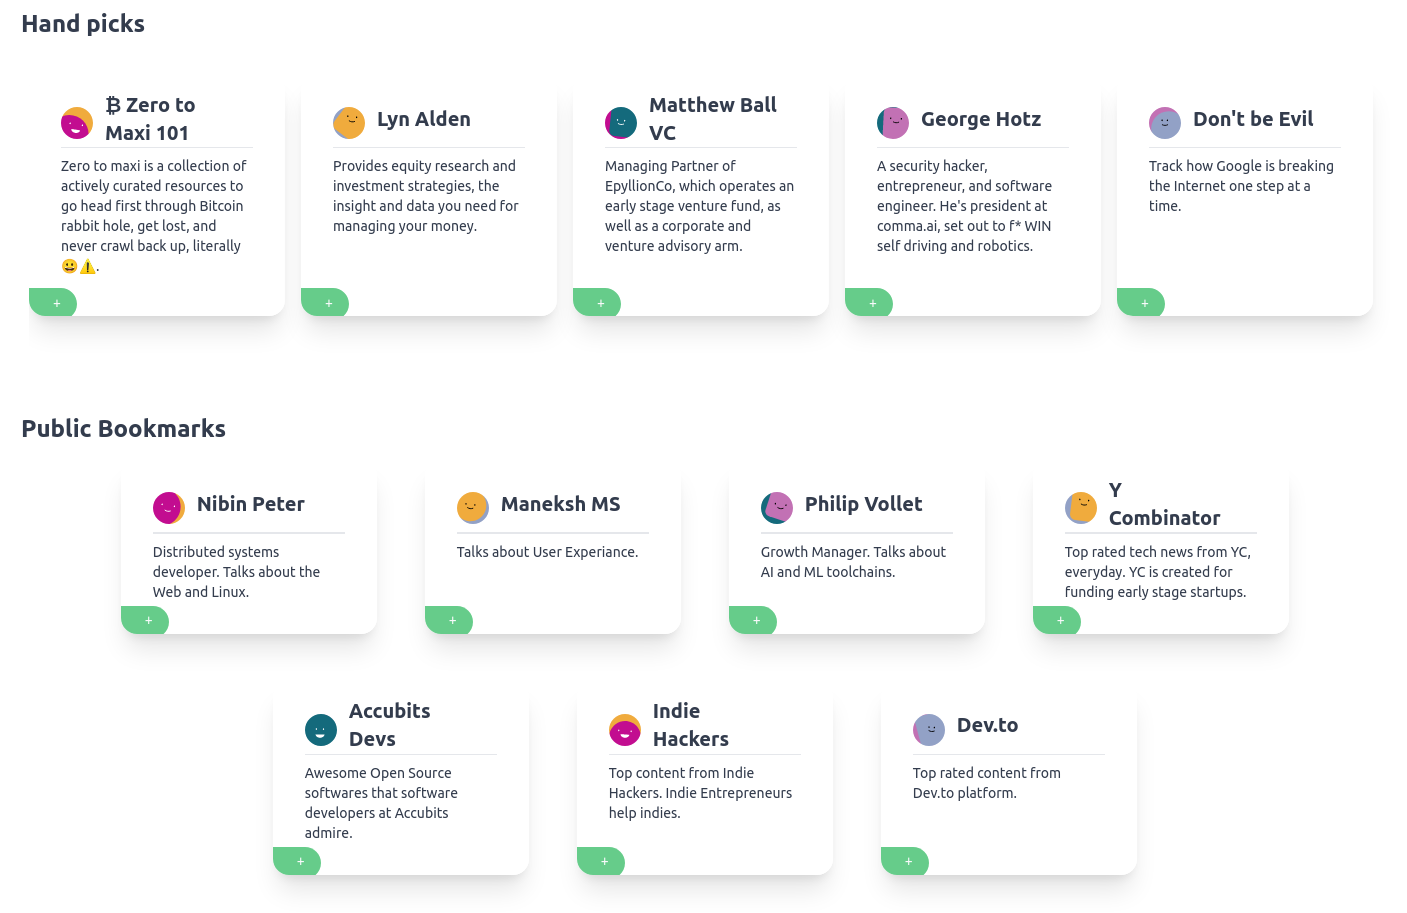 Hand picks
₿ Zero to
Maxi 101
Zero to maxi is a collection of
actively curated resources to
go head first through Bitcoin
rabbit hole, get lost, and
never crawl back up, literally
😀⚠️.
+
Lyn Alden
Provides equity research and
investment strategies, the
insight and data you need for
managing your money.
+
Matthew Ball
VC
Managing Partner of
EpyllionCo, which operates an
early stage venture fund, as
well as a corporate and
venture advisory arm.
+
George Hotz
A security hacker,
entrepreneur, and software
engineer. He's president at
comma.ai, set out to f* WIN
self driving and robotics.
+
Don't be Evil
Track how Google is breaking
the Internet one step at a
time.
+
Public Bookmarks
Nibin Peter
Distributed systems
developer. Talks about the
Web and Linux.
+
Maneksh MS
Talks about User Experiance.
+
Philip Vollet
Growth Manager. Talks about
AI and ML toolchains.
+
Y
Combinator
Top rated tech news from YC,
everyday. YC is created for
funding early stage startups.
+
Accubits
Devs
Awesome Open Source
softwares that software
developers at Accubits
admire.
+
Indie
Hackers
Top content from Indie
Hackers. Indie Entrepreneurs
help indies.
+
Dev.to
Top rated content from
Dev.to platform.
+